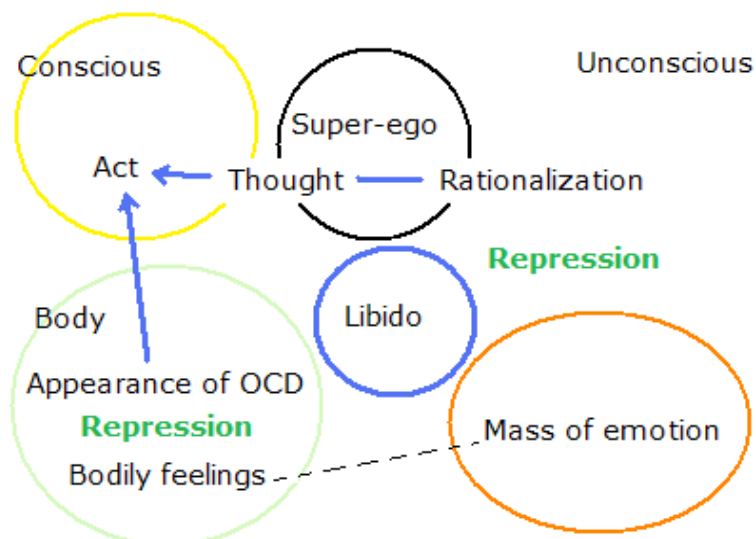 Conscious
Unconscious
Super-ego
Act
Thought
Rationalization
Repression
Body
Libido
Appearance of OCD
Repression
Mass of emotion
Bodily feelings